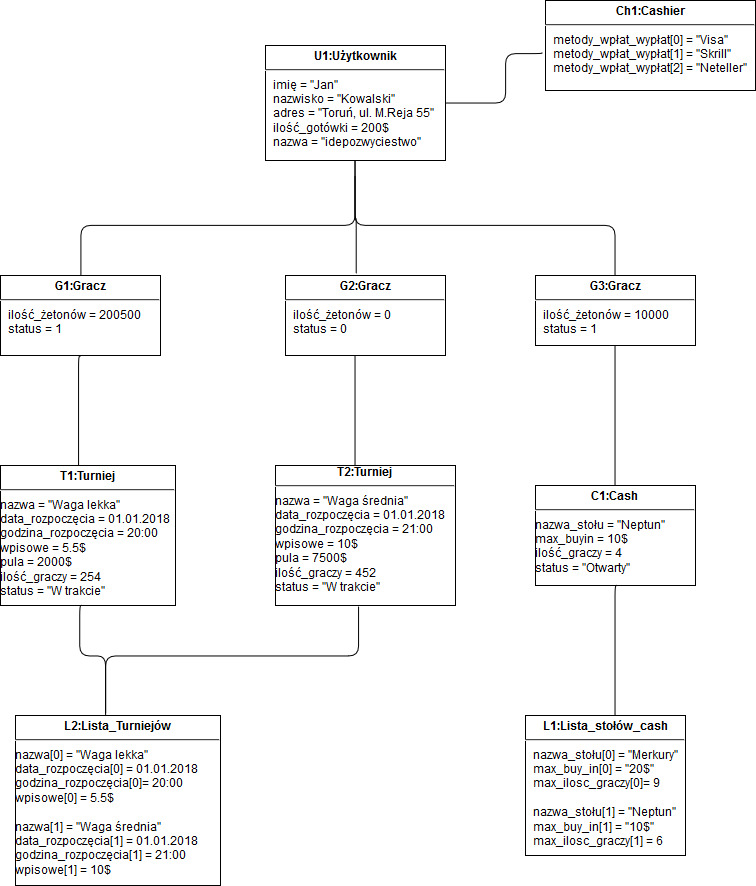 Ch1:Cashier
metody_wpłat_wypłat[0] = "Visa"
metody_wpłat_wypłat[1] = "Skrill"
metody_wpłat_wypłat[2] = "Neteller"
U1:Użytkownik
imię = "Jan"
nazwisko = "Kowalski"
adres = "Toruń, ul. M.Reja 55"
ilość_gotówki = 200$
nazwa = "idepozwyciestwo"
G1:Gracz
ilość_żetonów = 200500
status = 1
G2:Gracz
ilość_żetonów = 0
status = 0
G3:Gracz
ilość_żetonów = 10000
status = 1
T1:Turniej
nazwa = "Waga lekka"
data_rozpoczęcia = 01.01.2018
godzina_rozpoczęcia = 20:00
wpisowe = 5.5$
pula = 2000$
ilość_graczy = 254
status = "W trakcie"
T2:Turniej
nazwa = "Waga średnia"
data_rozpoczęcia = 01.01.2018
godzina_rozpoczęcia = 21:00
wpisowe = 10$
pula = 7500$
ilość_graczy = 452
status = "W trakcie"
C1:Cash
nazwa_stołu = "Neptun"
max_buyin = 10$
ilość_graczy = 4
status = "Otwarty"
L2:Lista_Turniejów
nazwa[0] = "Waga lekka"
data_rozpoczęcia[0] = 01.01.2018
godzina_rozpoczęcia[0]= 20:00
wpisowe[0] = 5.5$
nazwa[1] = "Waga średnia"
data_rozpoczęcia[1] = 01.01.2018
godzina_rozpoczęcia[1] = 21:00
wpisowe[1] = 10$
L1:Lista_stołów_cash
nazwa_stołu[0] = "Merkury"
max_buy_in[0] = "20$"
max_ilosc_graczy[0]= 9
nazwa_stołu[1] = "Neptun"
max_buy_in[1] = "10$"
max_ilosc_graczy[1] = 6